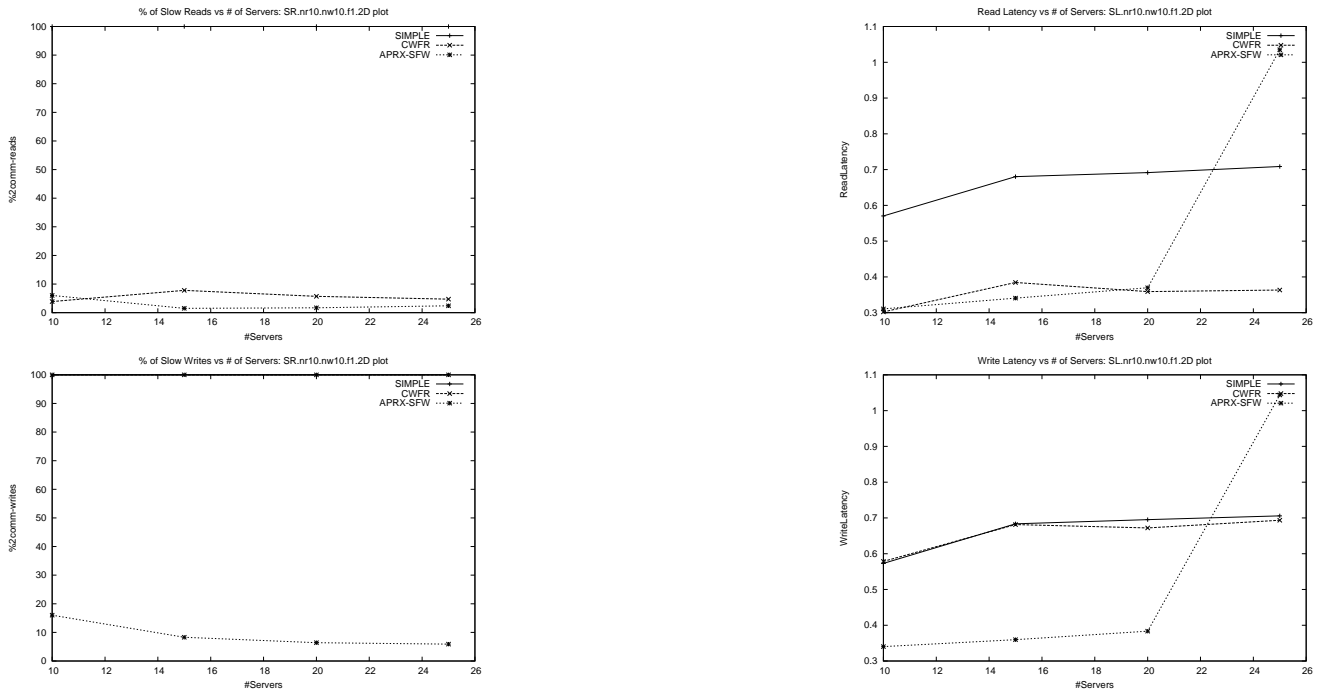 % of Slow Reads vs # of Servers: SR.nr10.nw10.f1.2D plot
100
90
80
70
60
50
40
30
20
10
0
%2comm-reads
SIMPLE
CWFR
APRX-SFW
10 12 14 16 18 20 22 24 26
#Servers
Read Latency vs # of Servers: SL.nr10.nw10.f1.2D plot
1.1
1
0.9
0.8
0.7
0.6
0.5
0.4
0.3
ReadLatency
SIMPLE
CWFR
APRX-SFW
10 12 14 16 18 20 22 24 26
#Servers
% of Slow Writes vs # of Servers: SR.nr10.nw10.f1.2D plot
100
90
80
70
60
50
40
30
20
10
0
%2comm-writes
SIMPLE
CWFR
APRX-SFW
10 12 14 16 18 20 22 24 26
#Servers
Write Latency vs # of Servers: SL.nr10.nw10.f1.2D plot
1.1
1
0.9
0.8
0.7
0.6
0.5
0.4
0.3
WriteLatency
SIMPLE
CWFR
APRX-SFW
10 12 14 16 18 20 22 24 26
#Servers